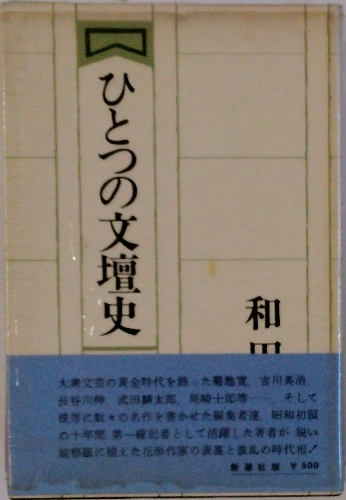 ひとつの文壇史
和田
大衆文芸の黄金時代を飾った菊池寛、吉川英治、
長谷川伸、武田麟太郎、尾崎士郎等――、そして
彼等に数々の名作を書かせた編集者達。昭和初頭
の十年間、第一線記者として活躍した著者が、鋭い
観察眼に捕えた花形作家の表裏と波乱の時代相！
新潮社版 ￥500